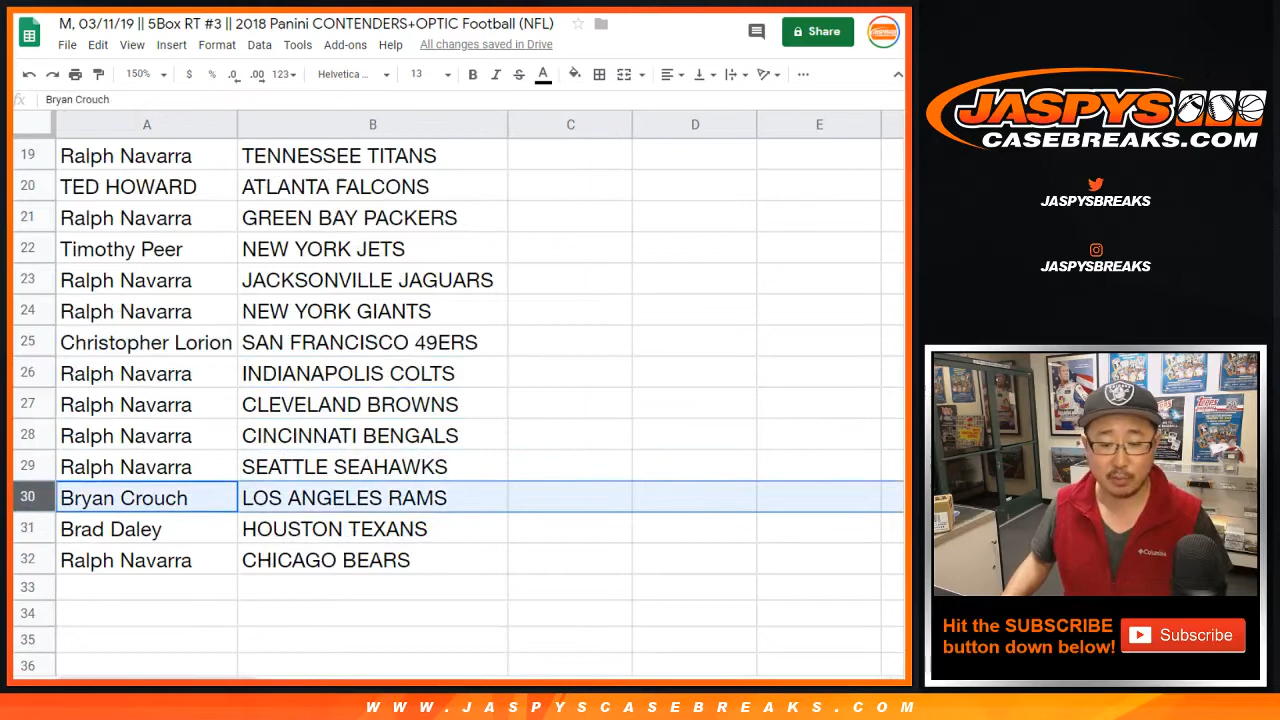 M, 03/11/19 || 5Box RT #3 || 2018 Panini CONTENDERS+OPTIC Football (NFL)
File Edit View Insert Format Data Tools Add-ons Help All changes saved in Drive
Share
150% $ % .0 .00 123 Helvetica ... 13 B I S A
fx Bryan Crouch
A B C D E
19 Ralph Navarra TENNESSEE TITANS
20 TED HOWARD ATLANTA FALCONS
21 Ralph Navarra GREEN BAY PACKERS
22 Timothy Peer NEW YORK JETS
23 Ralph Navarra JACKSONVILLE JAGUARS
24 Ralph Navarra NEW YORK GIANTS
25 Christopher Lorion SAN FRANCISCO 49ERS
26 Ralph Navarra INDIANAPOLIS COLTS
27 Ralph Navarra CLEVELAND BROWNS
28 Ralph Navarra CINCINNATI BENGALS
29 Ralph Navarra SEATTLE SEAHAWKS
30 Bryan Crouch LOS ANGELES RAMS
31 Brad Daley HOUSTON TEXANS
32 Ralph Navarra CHICAGO BEARS
33
34
35
36
JASPYS
CASEBREAKS.COM
JASPYSBREAKS
JASPYSBREAKS
Columbia
Hit the SUBSCRIBE
button down below!
Subscribe
WWW.JASPYSCASEBREAKS.COM